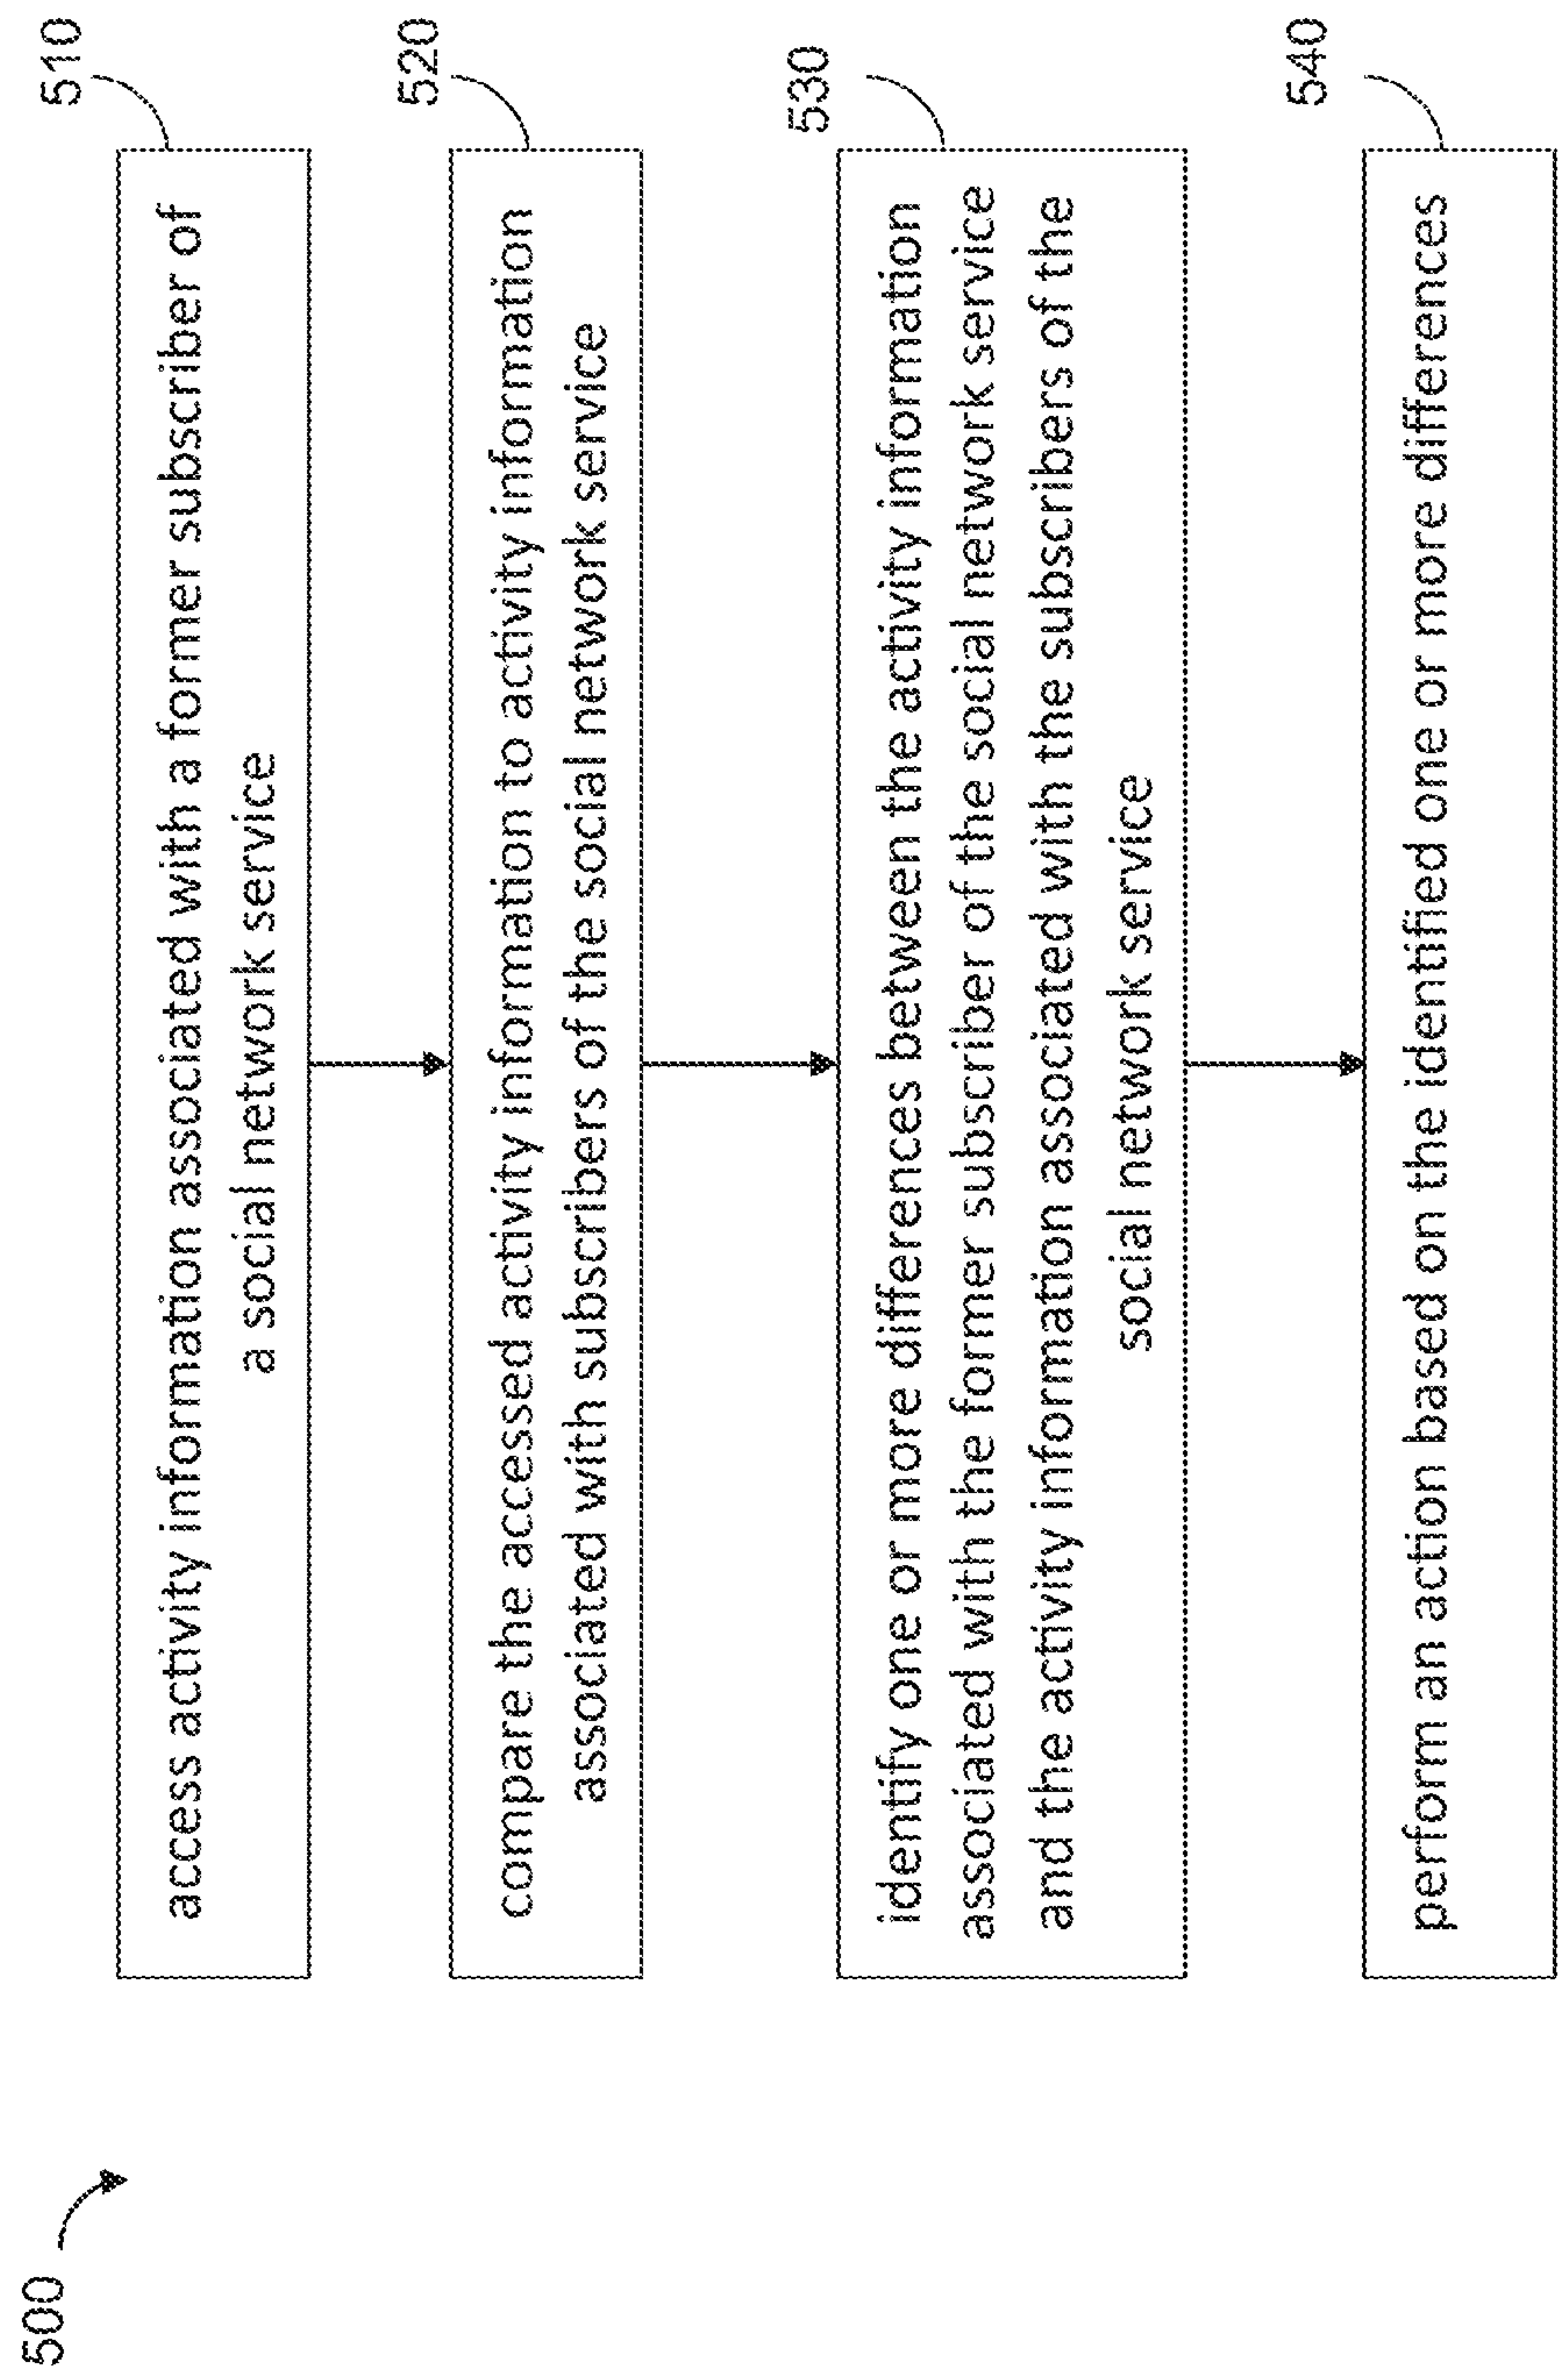 500
510
access activity information associated with a former subscriber of
a social network service
520
compare the accessed activity information to activity information
associated with subscribers of the social network service
530
identify one or more differences between the activity information
associated with the former subscriber of the social network service
and the activity information associated with the subscribers of the
social network service
540
perform an action based on the identified one or more differences